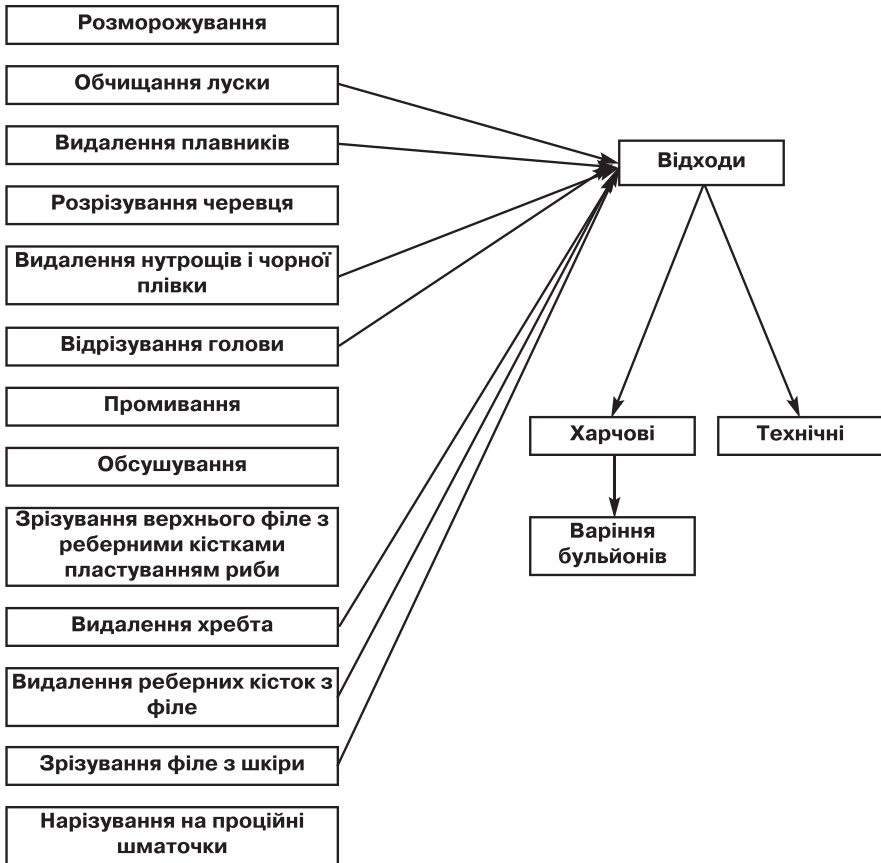 Розморожування
Обчищання луски
Видалення плавників
Розрізування черевця
Видалення нутрощів і чорної
плівки
Відрізування голови
Промивання
Обсушування
Зрізування верхнього філе з
реберними кістками
пластуванням риби
Видалення хребта
Видалення реберних кісток з
філе
Зрізування філе з шкіри
Нарізування на проційні
шматочки
Відходи
Харчові
Технічні
Варіння
бульйонів